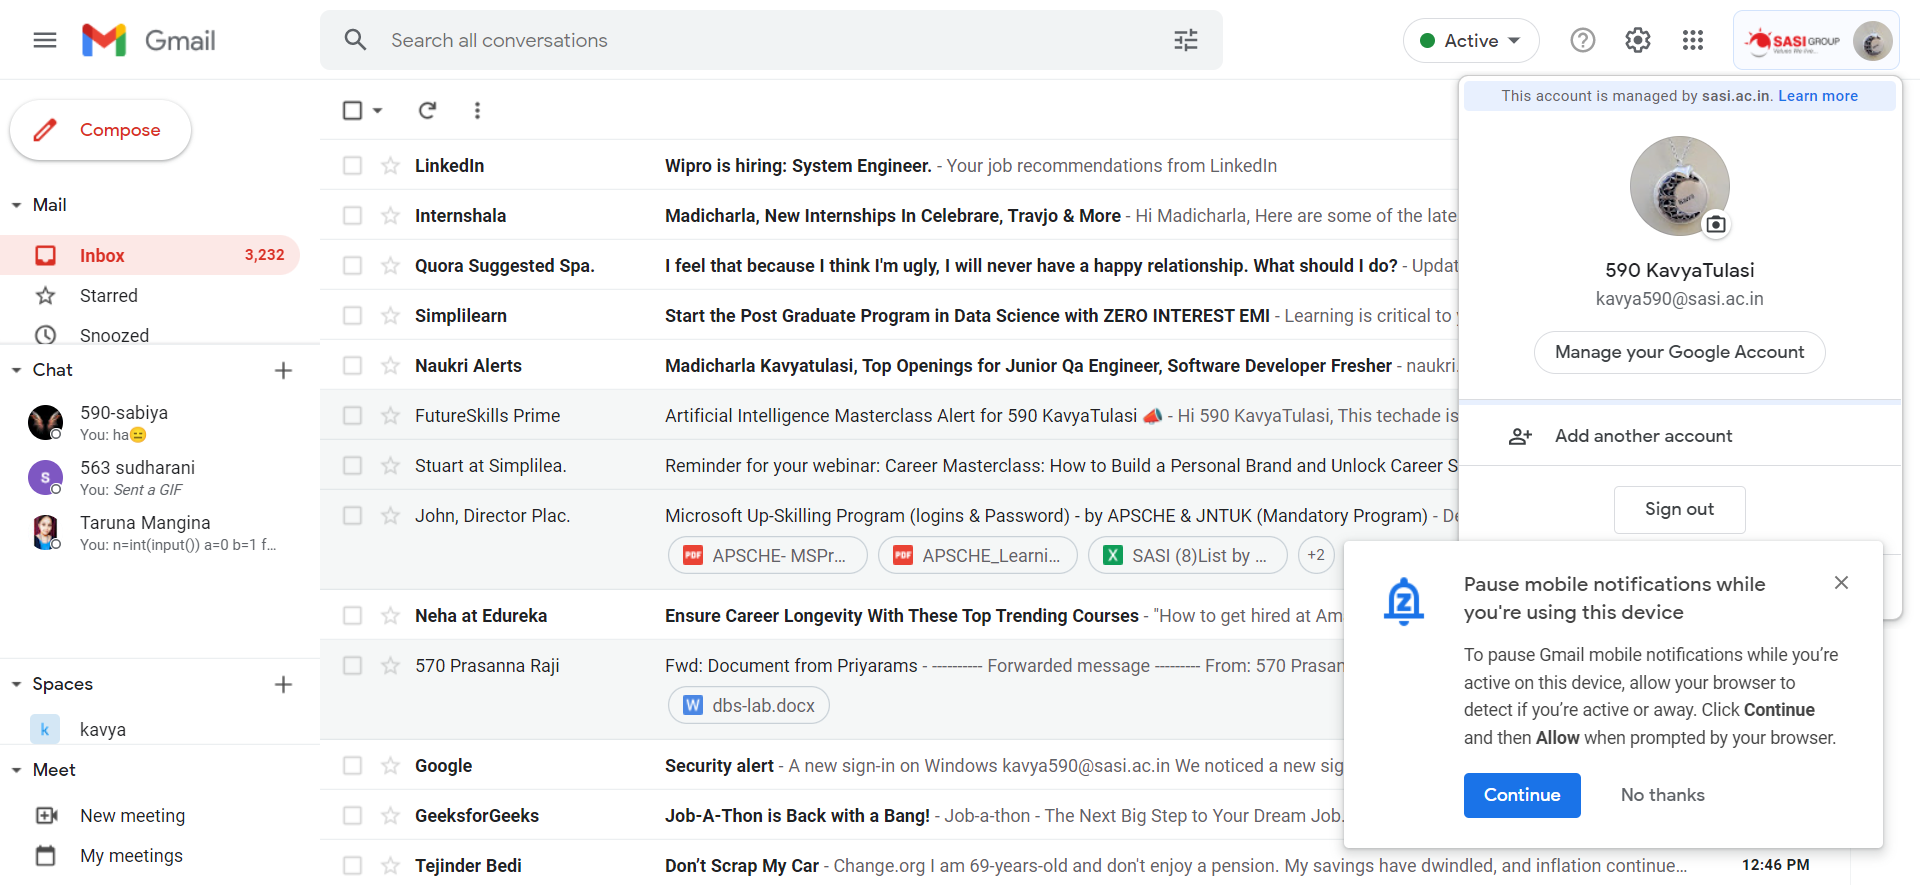 Gmail
Search all conversations
Active
SASI GROUP
This account is managed by sasi.ac.in. Learn more
590 KavyaTulasi
kavya590@sasi.ac.in
Manage your Google Account
Add another account
Sign out
Compose
Mail
Inbox 3,232
Starred
Snoozed
Chat
590-sabiya
You: ha😑
S
563 sudharani
You: Sent a GIF
Taruna Mangina
You: n=int(input()) a=0 b=1 f...
Spaces
k kavya
Meet
New meeting
My meetings
LinkedIn Wipro is hiring: System Engineer. - Your job recommendations from LinkedIn
Internshala Madicharla, New Internships In Celebrare, Travjo & More - Hi Madicharla, Here are some of the late
Quora Suggested Spa. I feel that because I think I'm ugly, I will never have a happy relationship. What should I do? - Updat
Simplilearn Start the Post Graduate Program in Data Science with ZERO INTEREST EMI - Learning is critical to
Naukri Alerts Madicharla Kavyatulasi, Top Openings for Junior Qa Engineer, Software Developer Fresher - naukri.
FutureSkills Prime Artificial Intelligence Masterclass Alert for 590 KavyaTulasi 📣 - Hi 590 KavyaTulasi, This techade is
Stuart at Simplilea. Reminder for your webinar: Career Masterclass: How to Build a Personal Brand and Unlock Career S
John, Director Plac. Microsoft Up-Skilling Program (logins & Password) - by APSCHE & JNTUK (Mandatory Program) - De
PDF APSCHE- MSPr... PDF APSCHE_Learni... X SASI (8)List by ... +2
Neha at Edureka Ensure Career Longevity With These Top Trending Courses - "How to get hired at Am
570 Prasanna Raji Fwd: Document from Priyarams - ---------- Forwarded message --------- From: 570 Prasan
W dbs-lab.docx
Google Security alert - A new sign-in on Windows kavya590@sasi.ac.in We noticed a new sig
GeeksforGeeks Job-A-Thon is Back with a Bang! - Job-a-thon - The Next Big Step to Your Dream Job.
Tejinder Bedi Don't Scrap My Car - Change.org I am 69-years-old and don't enjoy a pension. My savings have dwindled, and inflation continue... 12:46 PM
Pause mobile notifications while
you're using this device
To pause Gmail mobile notifications while you're
active on this device, allow your browser to
detect if you're active or away. Click Continue
and then Allow when prompted by your browser.
Continue No thanks